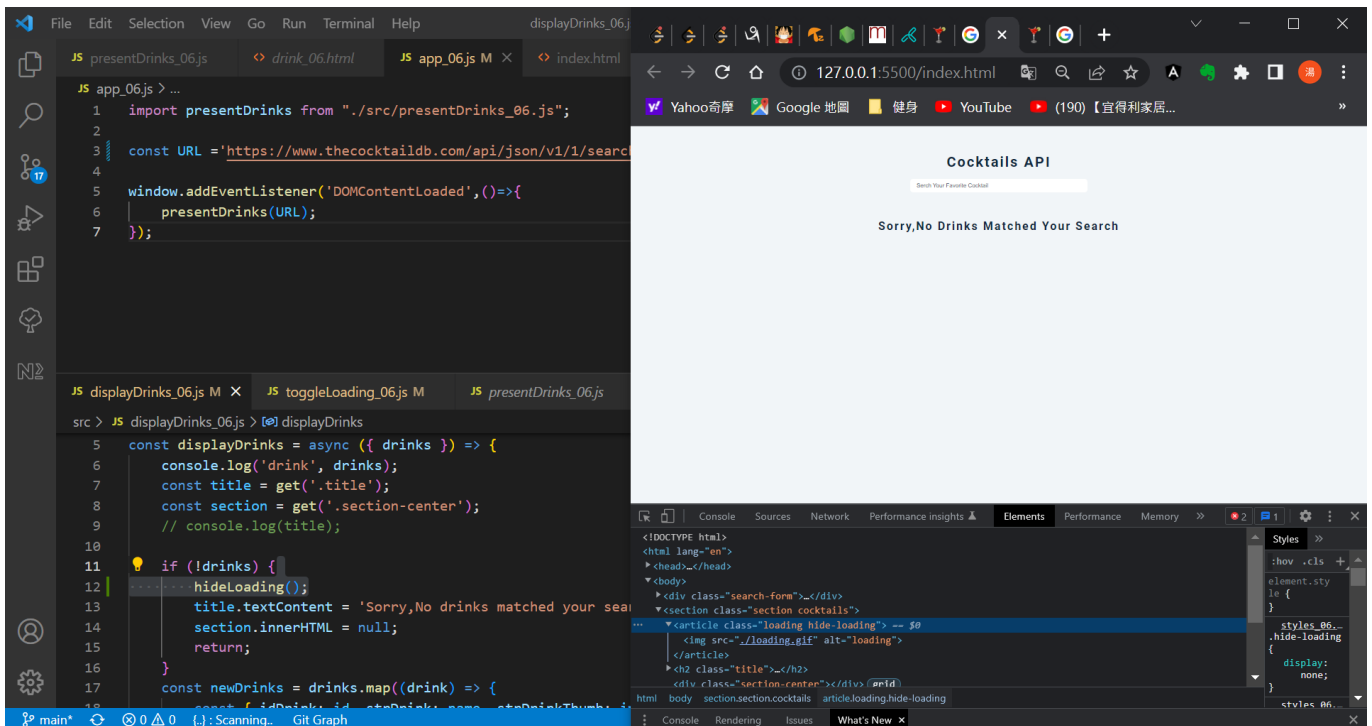 File Edit Selection View Go Run Terminal Help displayDrinks_06.j
JS presentDrinks_06.js <> drink_06.html JS app_06.js M × <> index.html
JS app_06.js > ...
1 import presentDrinks from "./src/presentDrinks_06.js";
2
3 const URL ='https://www.thecocktaildb.com/api/json/v1/1/searc
4
5 window.addEventListener('DOMContentLoaded',()=>{
6 presentDrinks(URL);
7 });
17
JS displayDrinks_06.js M × JS toggleLoading_06.js M JS presentDrinks_06.js
src > JS displayDrinks_06.js > displayDrinks
5 const displayDrinks = async ({ drinks }) => {
6 console.log('drink', drinks);
7 const title = get('.title');
8 const section = get('.section-center');
9 // console.log(title);
10
11 if (!drinks) {
12 hideLoading();
13 title.textContent = 'Sorry,No drinks matched your sea
14 section.innerHTML = null;
15 return;
16 }
17 const newDrinks = drinks.map((drink) => {
main* 0 0 {..} : Scanning.. Git Graph
127.0.0.1:5500/index.html
Yahoo奇摩 Google 地圖 健身 YouTube (190)【宜得利家居... »
Cocktails API
Serch Your Favorite Cocktail
Sorry,No Drinks Matched Your Search
Console Sources Network Performance insights Elements Performance Memory » 2 1
<!DOCTYPE html>
<html lang="en">
<head>…</head>
<body>
<div class="search-form">…</div>
<section class="section cocktails">
<article class="loading hide-loading"> == $0
<img src="./loading.gif" alt="loading">
</article>
<h2 class="title">…</h2>
<div class="section-center"></div> grid
html body section.section.cocktails article.loading.hide-loading
Styles »
:hov .cls +
element.sty
le {
}
styles_06.…
.hide-loading
{
display:
none;
}
styles_06.
Console Rendering Issues What's New ×